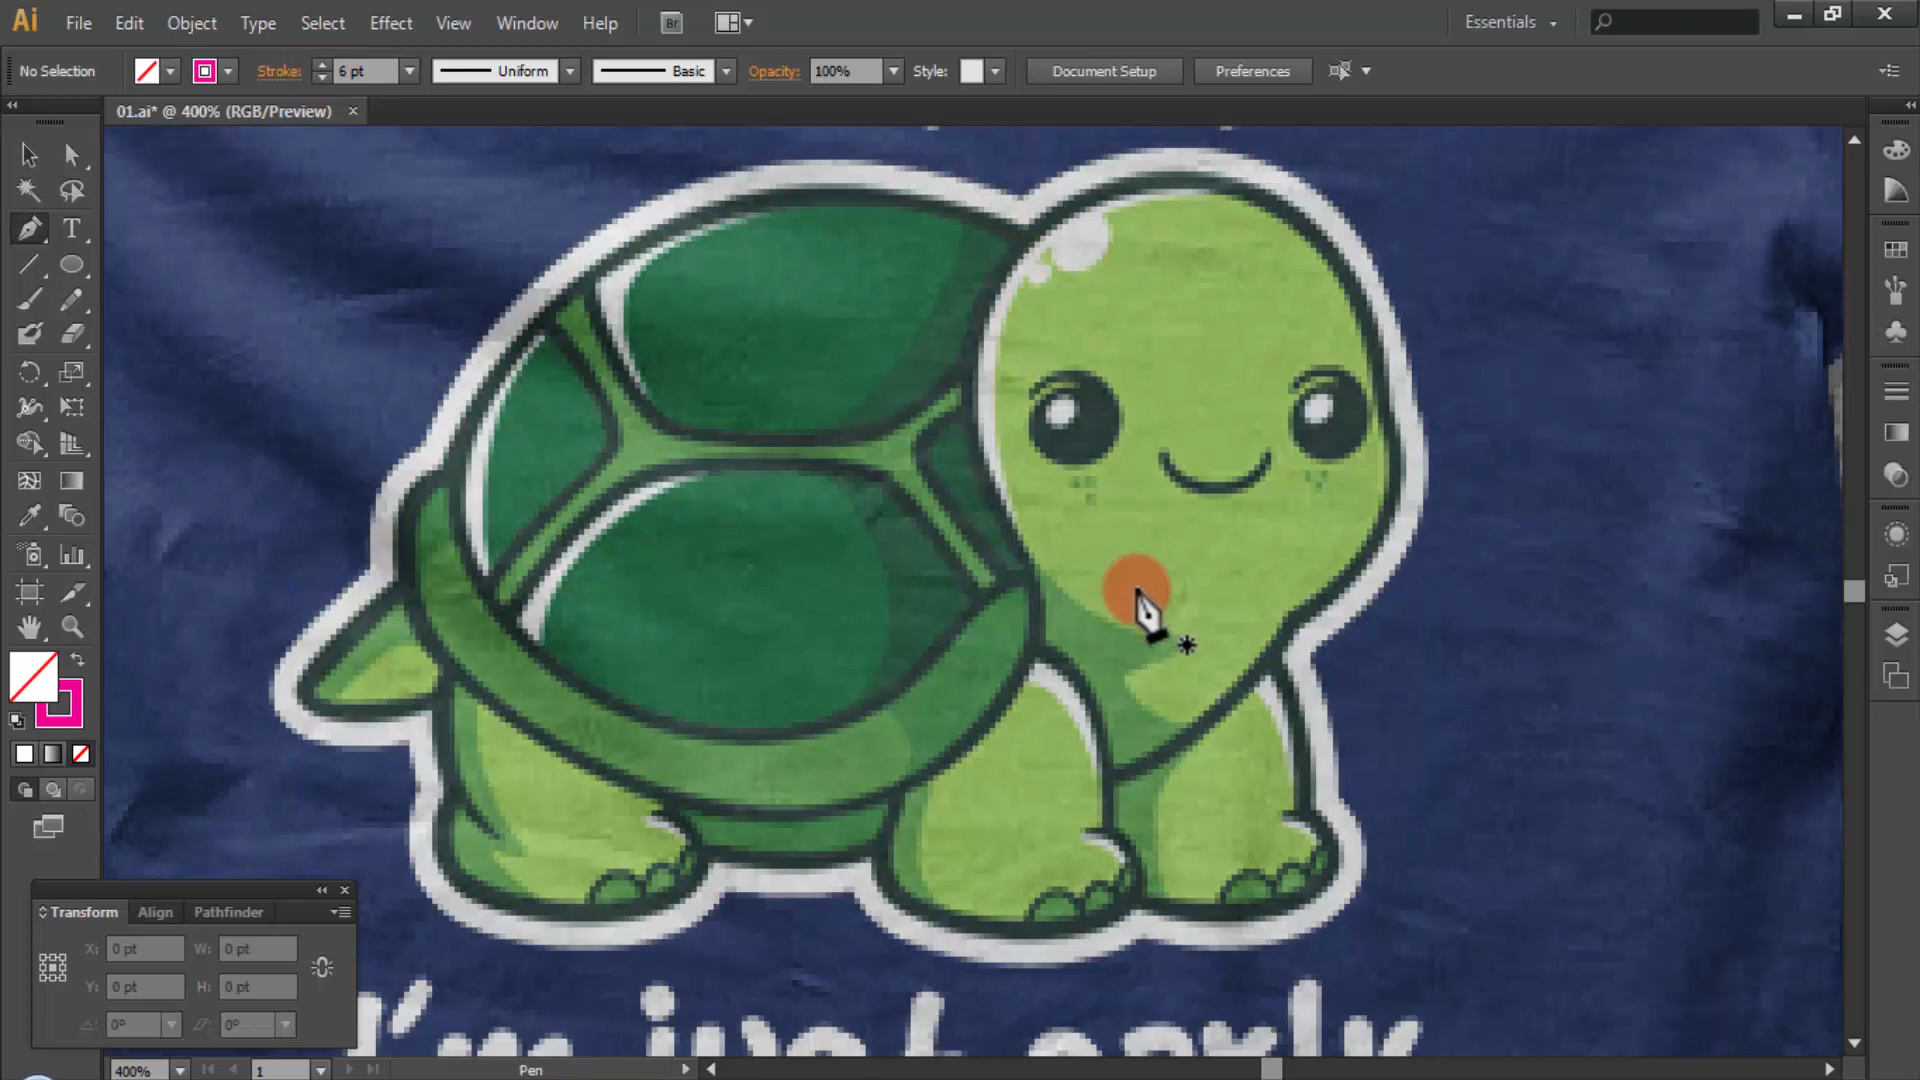 Ai File Edit Object Type Select Effect View Window Help Br Essentials
No Selection Stroke: 6 pt Uniform Basic Opacity: 100% Style: Document Setup Preferences
01.ai* @ 400% (RGB/Preview)
Transform Align Pathfinder
X: 0 pt W: 0 pt
Y: 0 pt H: 0 pt
0° 0°
I'm just early
400% 1 Pen